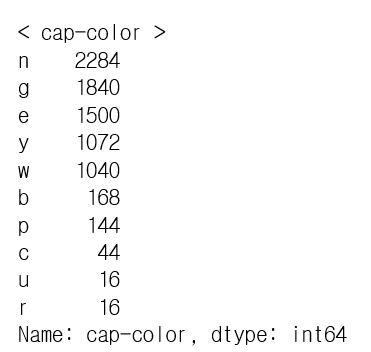 < cap-color >
n 2284
g 1840
e 1500
y 1072
w 1040
b 168
p 144
c 44
u 16
r 16
Name: cap-color, dtype: int64